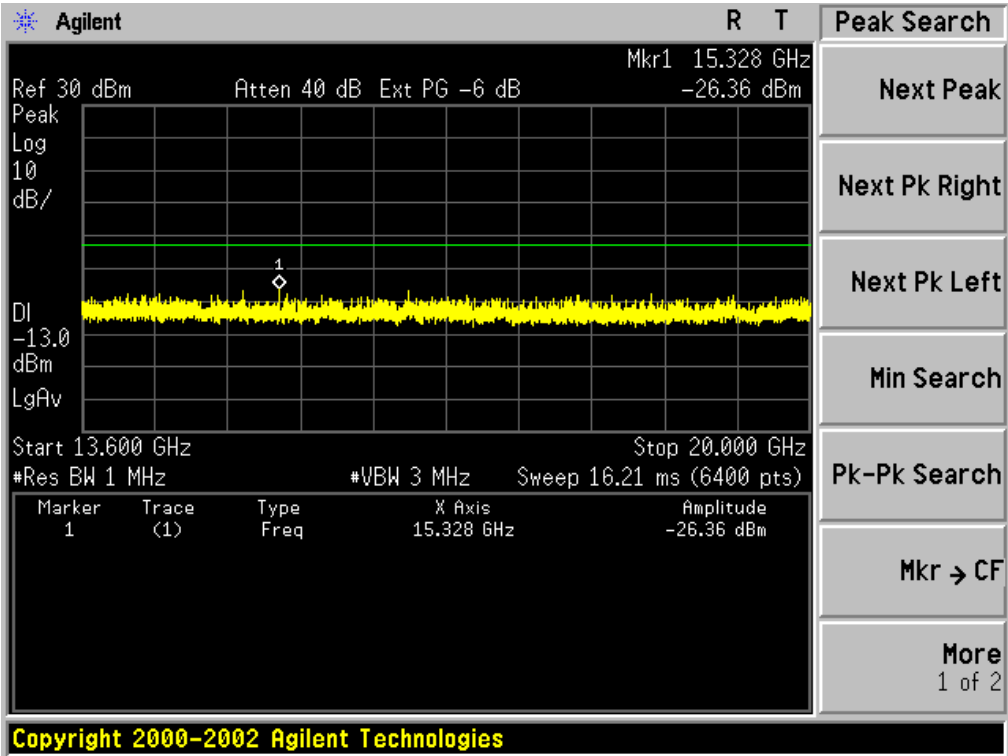 Agilent R T Peak Search
Mkr1 15.328 GHz
Ref 30 dBm Atten 40 dB Ext PG -6 dB -26.36 dBm
Peak
Log
10
dB/
1
DI
-13.0
dBm
LgAv
Start 13.600 GHz Stop 20.000 GHz
#Res BW 1 MHz #VBW 3 MHz Sweep 16.21 ms (6400 pts)
Marker Trace Type X Axis Amplitude
1 (1) Freq 15.328 GHz -26.36 dBm
Next Peak
Next Pk Right
Next Pk Left
Min Search
Pk-Pk Search
Mkr → CF
More
1 of 2
Copyright 2000-2002 Agilent Technologies